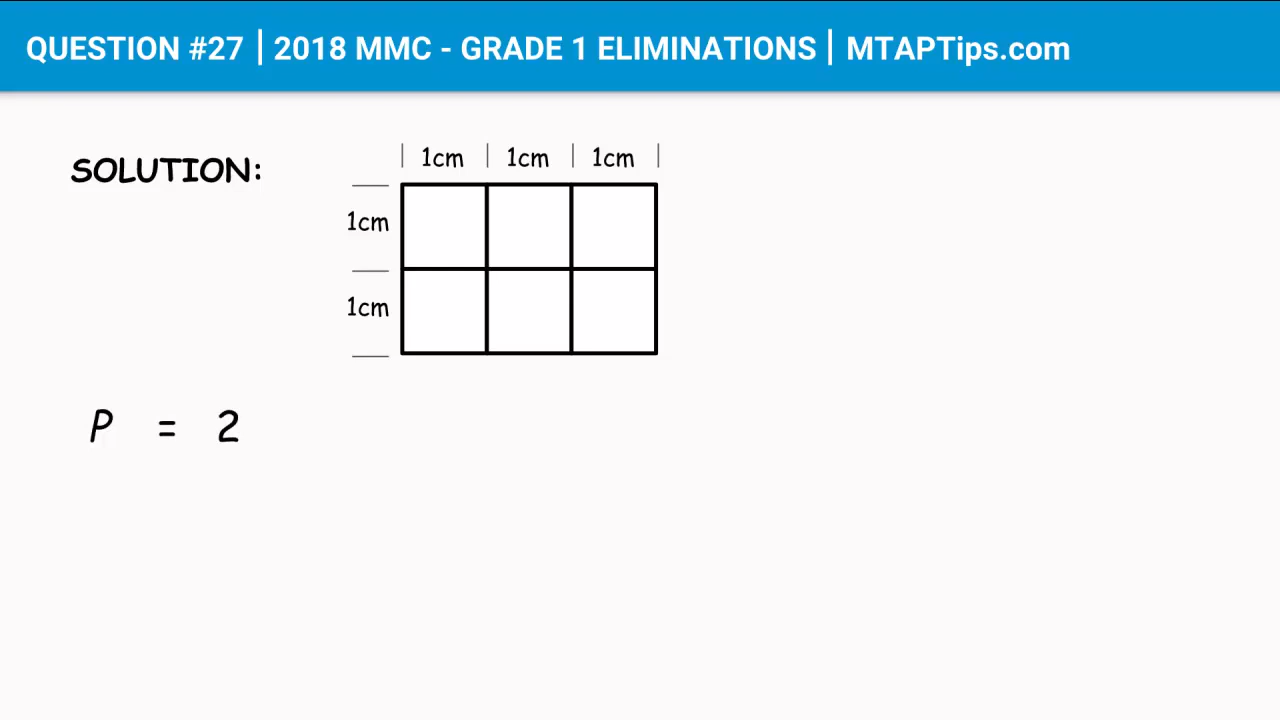 QUESTION #27 | 2018 MMC - GRADE 1 ELIMINATIONS | MTAPTips.com
SOLUTION:
1cm 1cm 1cm
1cm
1cm
P = 2